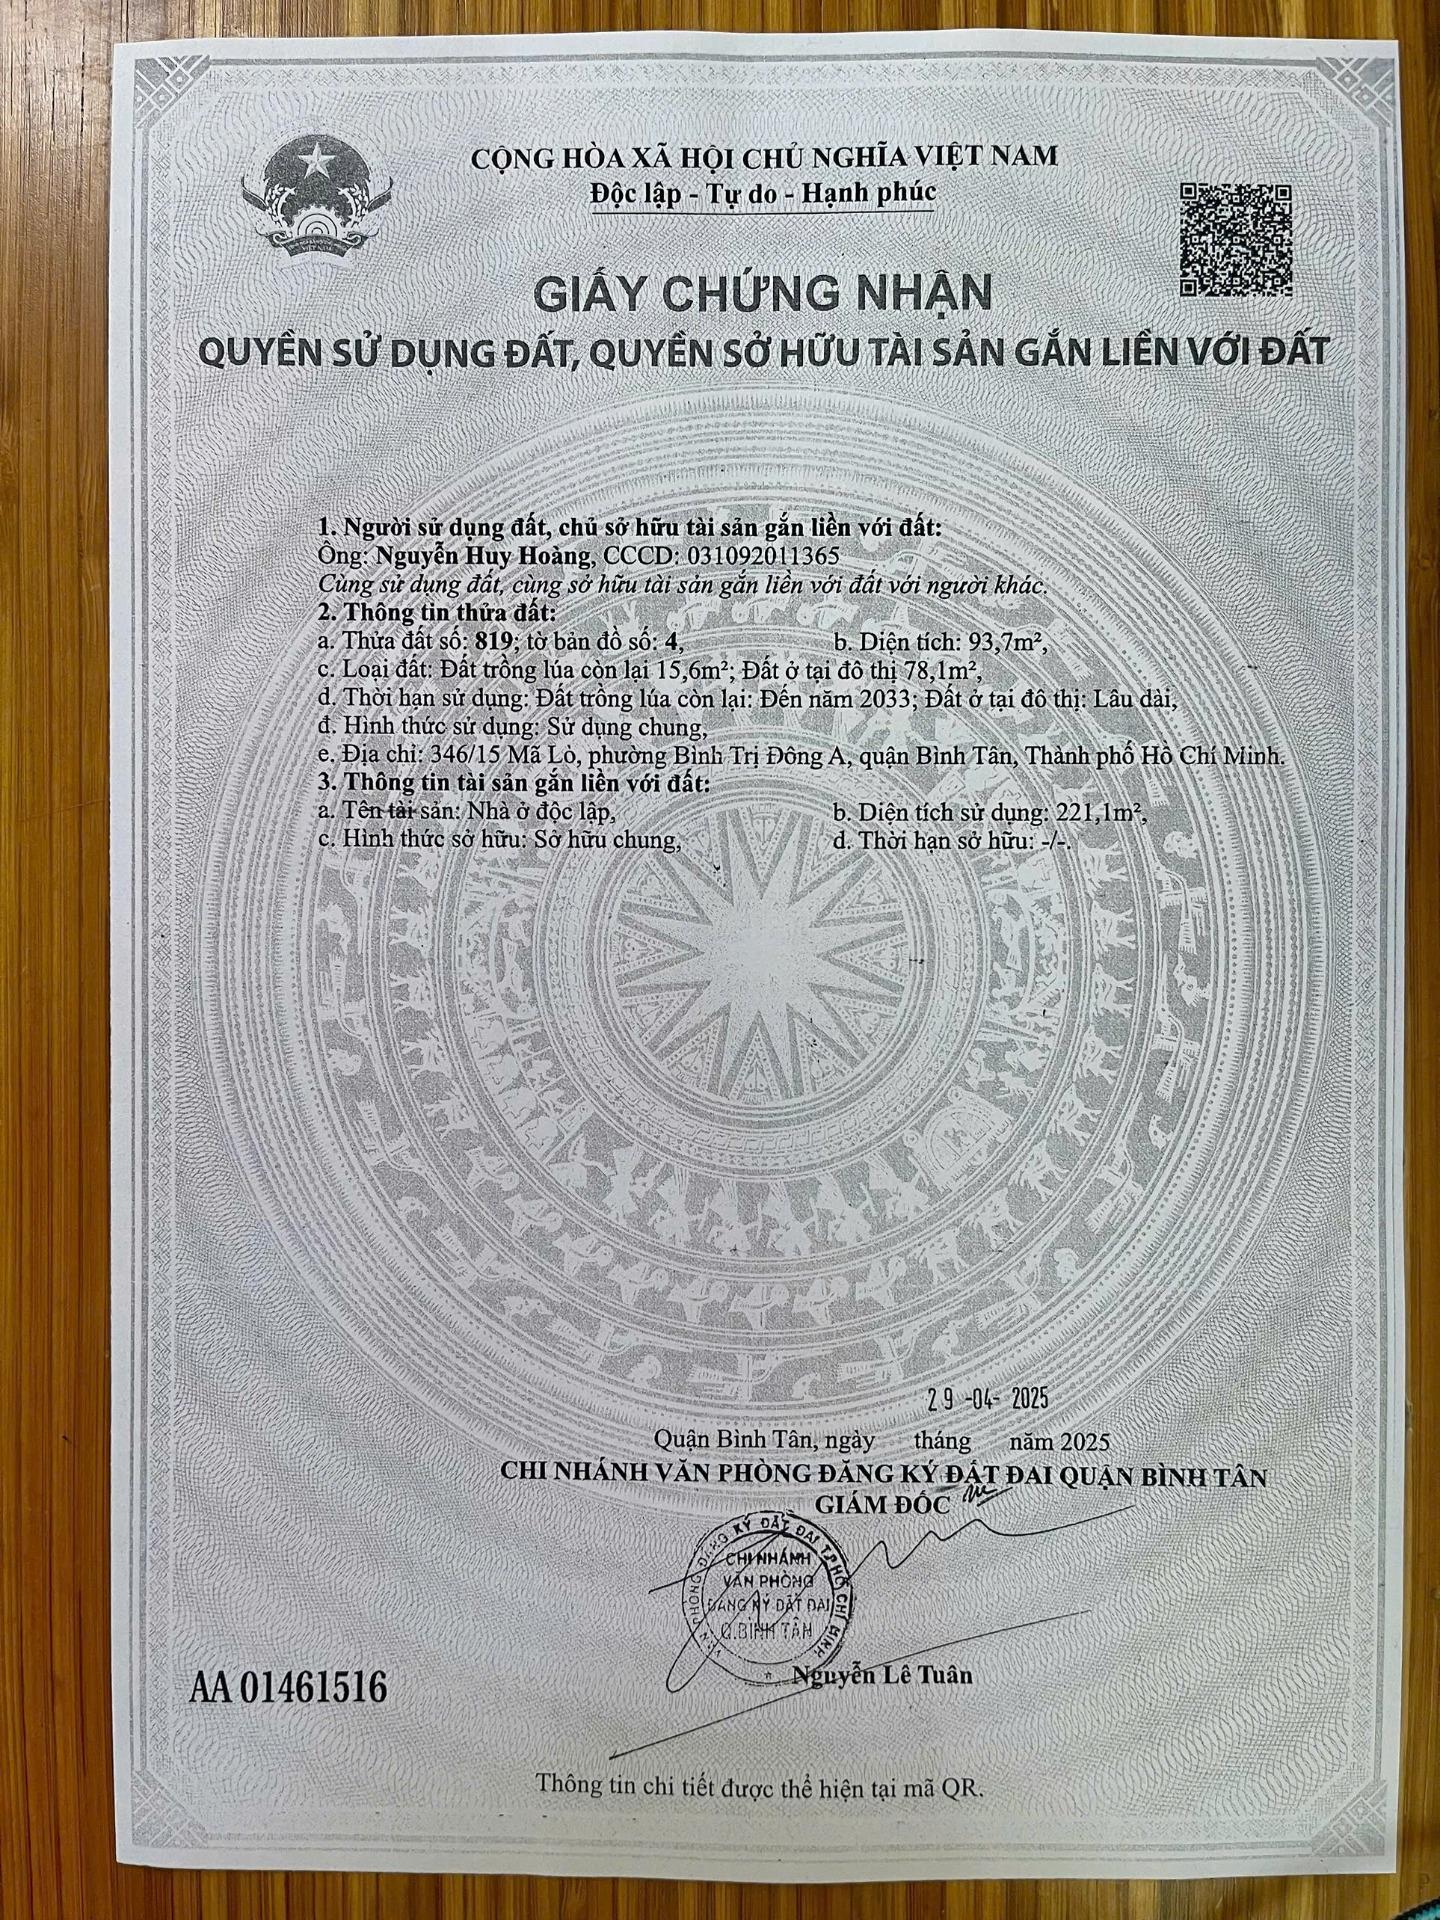 CỘNG HÒA XÃ HỘI CHỦ NGHĨA VIỆT NAM
Độc lập - Tự do - Hạnh phúc
GIẤY CHỨNG NHẬN
QUYỀN SỬ DỤNG ĐẤT, QUYỀN SỞ HỮU TÀI SẢN GẮN LIỀN VỚI ĐẤT
1. Người sử dụng đất, chủ sở hữu tài sản gắn liền với đất:
Ông: Nguyễn Huy Hoàng, CCCD: 031092011365
Cùng sử dụng đất, cùng sở hữu tài sản gắn liền với đất với người khác.
2. Thông tin thửa đất:
a. Thửa đất số: 819; tờ bản đồ số: 4, b. Diện tích: 93,7m²,
c. Loại đất: Đất trồng lúa còn lại 15,6m²; Đất ở tại đô thị 78,1m²,
d. Thời hạn sử dụng: Đất trồng lúa còn lại: Đến năm 2033; Đất ở tại đô thị: Lâu dài,
đ. Hình thức sử dụng: Sử dụng chung,
e. Địa chỉ: 346/15 Mã Lò, phường Bình Trị Đông A, quận Bình Tân, Thành phố Hồ Chí Minh.
3. Thông tin tài sản gắn liền với đất:
a. Tên tài sản: Nhà ở độc lập, b. Diện tích sử dụng: 221,1m²,
c. Hình thức sở hữu: Sở hữu chung, d. Thời hạn sở hữu: -/-.
29 -04- 2025
Quận Bình Tân, ngày tháng năm 2025
CHI NHÁNH VĂN PHÒNG ĐĂNG KÝ ĐẤT ĐAI QUẬN BÌNH TÂN
GIÁM ĐỐC
VĂN PHÒNG ĐĂNG KÝ ĐẤT ĐAI T.P HỒ CHÍ MINH
CHI NHÁNH
VĂN PHÒNG
ĐĂNG KÝ ĐẤT ĐAI
Q.BÌNH TÂN
Nguyễn Lê Tuân
AA 01461516
Thông tin chi tiết được thể hiện tại mã QR.